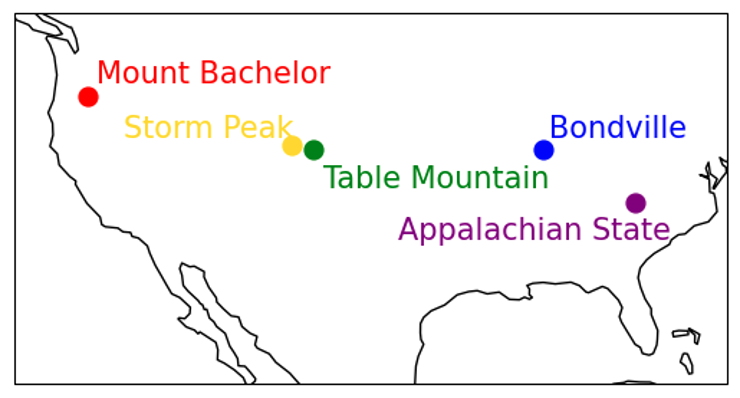 Mount Bachelor
Storm Peak
Bondville
Table Mountain
Appalachian State